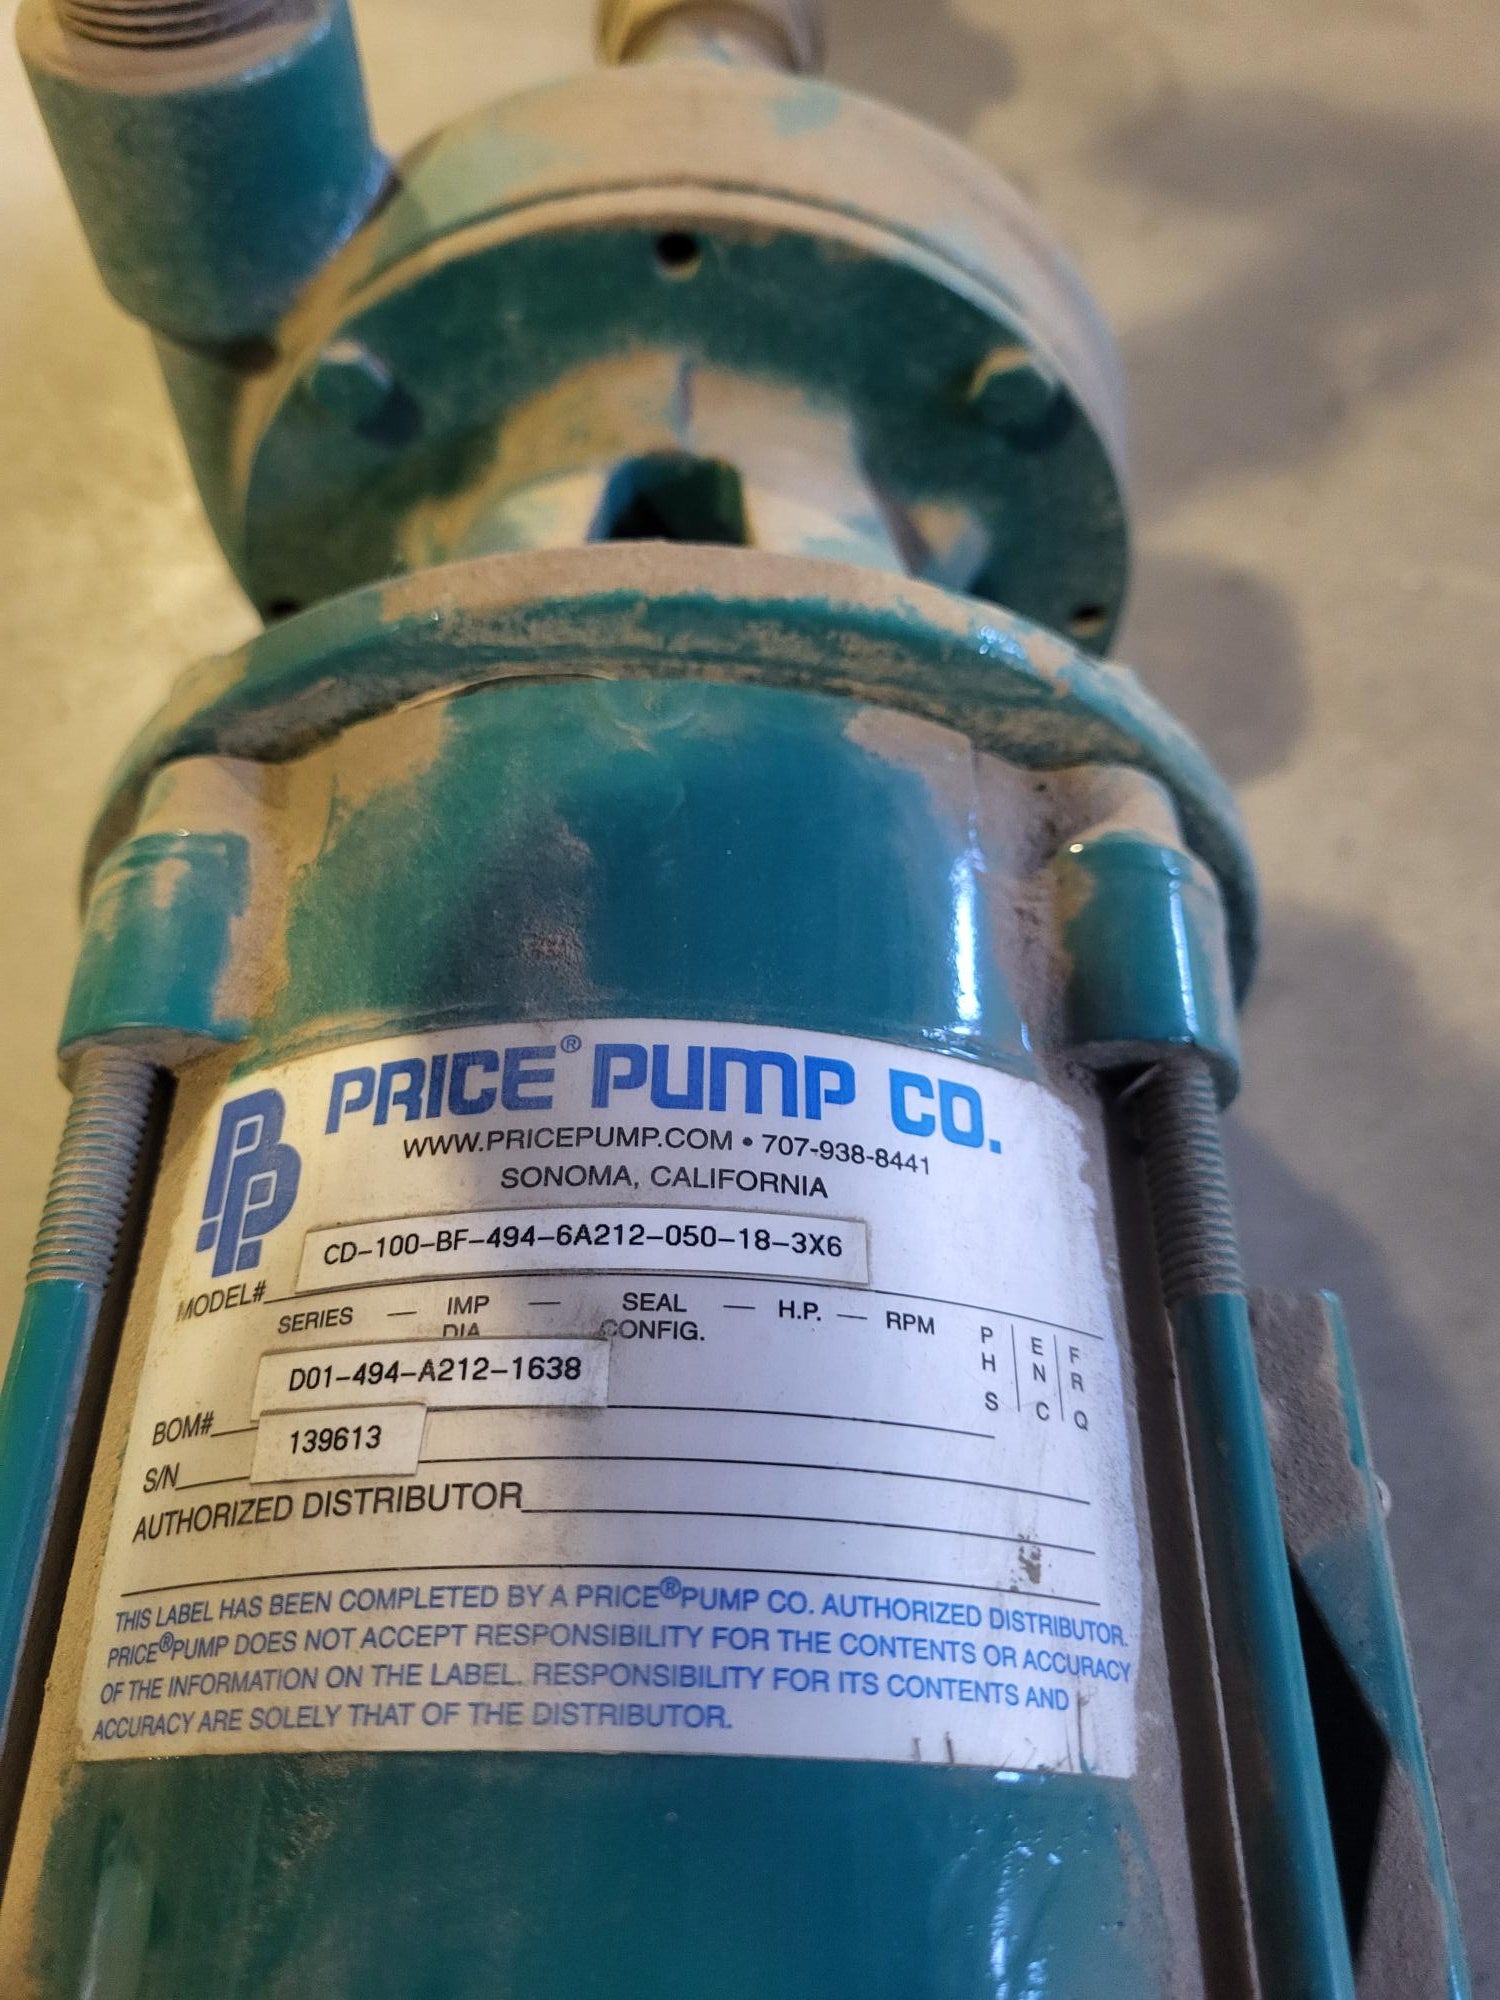 PRICE® PUMP CO.
WWW.PRICEPUMP.COM • 707-938-8441
SONOMA, CALIFORNIA
MODEL# CD-100-BF-494-6A212-050-18-3X6
SERIES — IMP DIA — SEAL CONFIG. — H.P. — RPM PHS ENC FRQ
BOM# D01-494-A212-1638
S/N 139613
AUTHORIZED DISTRIBUTOR
THIS LABEL HAS BEEN COMPLETED BY A PRICE®PUMP CO. AUTHORIZED DISTRIBUTOR.
PRICE®PUMP DOES NOT ACCEPT RESPONSIBILITY FOR THE CONTENTS OR ACCURACY
OF THE INFORMATION ON THE LABEL. RESPONSIBILITY FOR ITS CONTENTS AND
ACCURACY ARE SOLELY THAT OF THE DISTRIBUTOR.